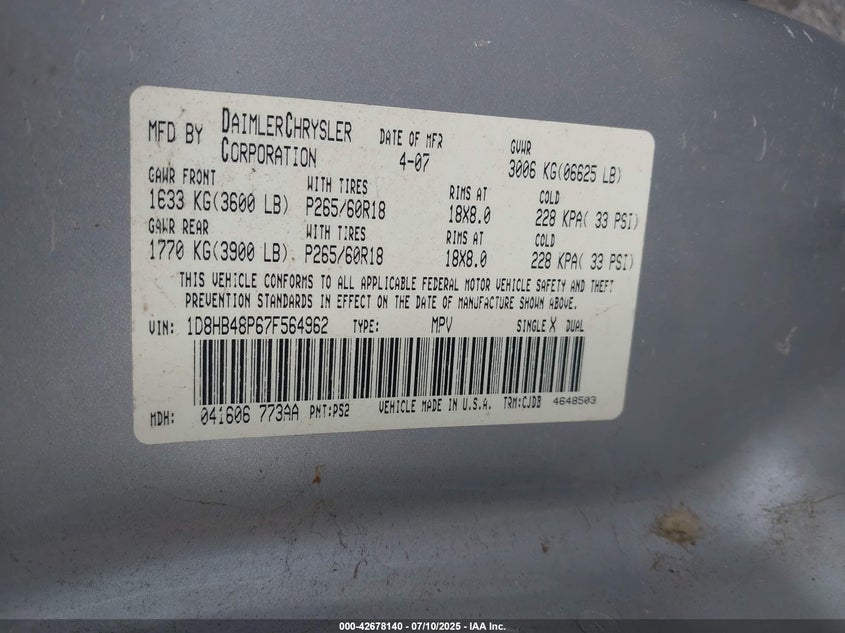 MFD BY DAIMLERCHRYSLER CORPORATION DATE OF MFR 4-07 GVWR 3006 KG(06625 LB)
GAWR FRONT WITH TIRES RIMS AT COLD
1633 KG(3600 LB) P265/60R18 18X8.0 228 KPA( 33 PSI)
GAWR REAR WITH TIRES RIMS AT COLD
1770 KG(3900 LB) P265/60R18 18X8.0 228 KPA( 33 PSI)
THIS VEHICLE CONFORMS TO ALL APPLICABLE FEDERAL MOTOR VEHICLE SAFETY AND THEFT
PREVENTION STANDARDS IN EFFECT ON THE DATE OF MANUFACTURE SHOWN ABOVE.
VIN: 1D8HB48P67F564962 TYPE: MPV SINGLE X DUAL
MDH: 041606 773AA PNT:PS2 VEHICLE MADE IN U.S.A. TRM:CJDB 4648503
000-42678140 - 07/10/2025 - IAA Inc.